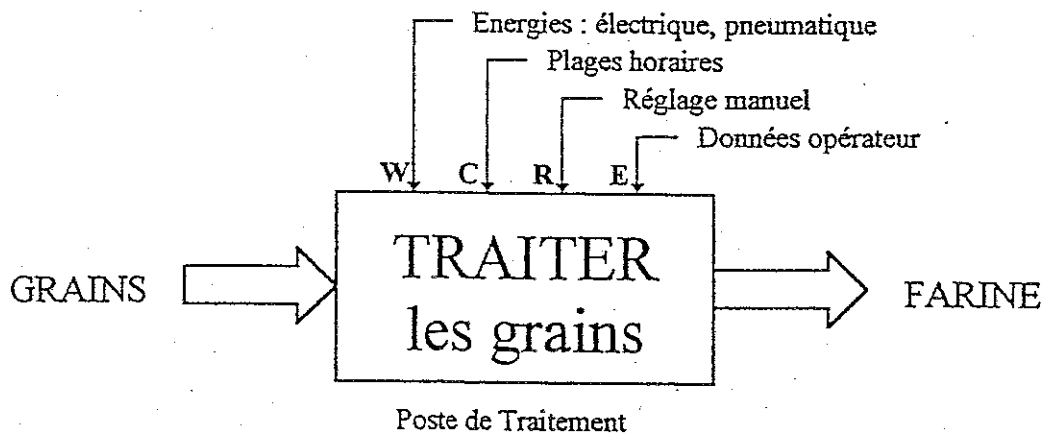 Energies : électrique, pneumatique
Plages horaires
Réglage manuel
Données opérateur
W C R E
GRAINS
TRAITER
les grains
FARINE
Poste de Traitement